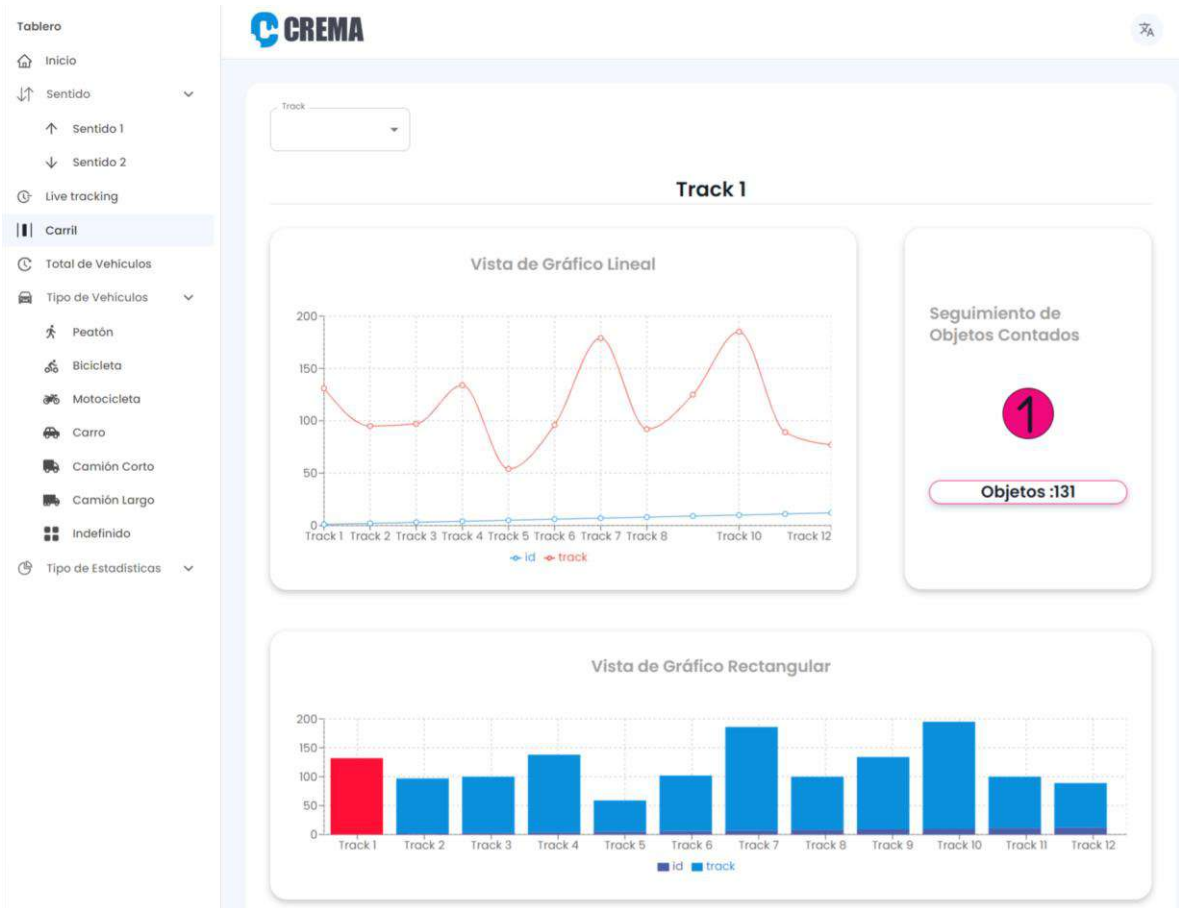 Tablero
Inicio
Sentido
Sentido 1
Sentido 2
Live tracking
Carril
Total de Vehiculos
Tipo de Vehiculos
Peatón
Bicicleta
Motocicleta
Carro
Camión Corto
Camión Largo
Indefinido
Tipo de Estadísticas
CREMA
Track
Track 1
Vista de Gráfico Lineal
200
150
100
50
0
Track 1 Track 2 Track 3 Track 4 Track 5 Track 6 Track 7 Track 8 Track 10 Track 12
id track
Seguimiento de
Objetos Contados
1
Objetos :131
Vista de Gráfico Rectangular
200
150
100
50
0
Track 1 Track 2 Track 3 Track 4 Track 5 Track 6 Track 7 Track 8 Track 9 Track 10 Track 11 Track 12
id track